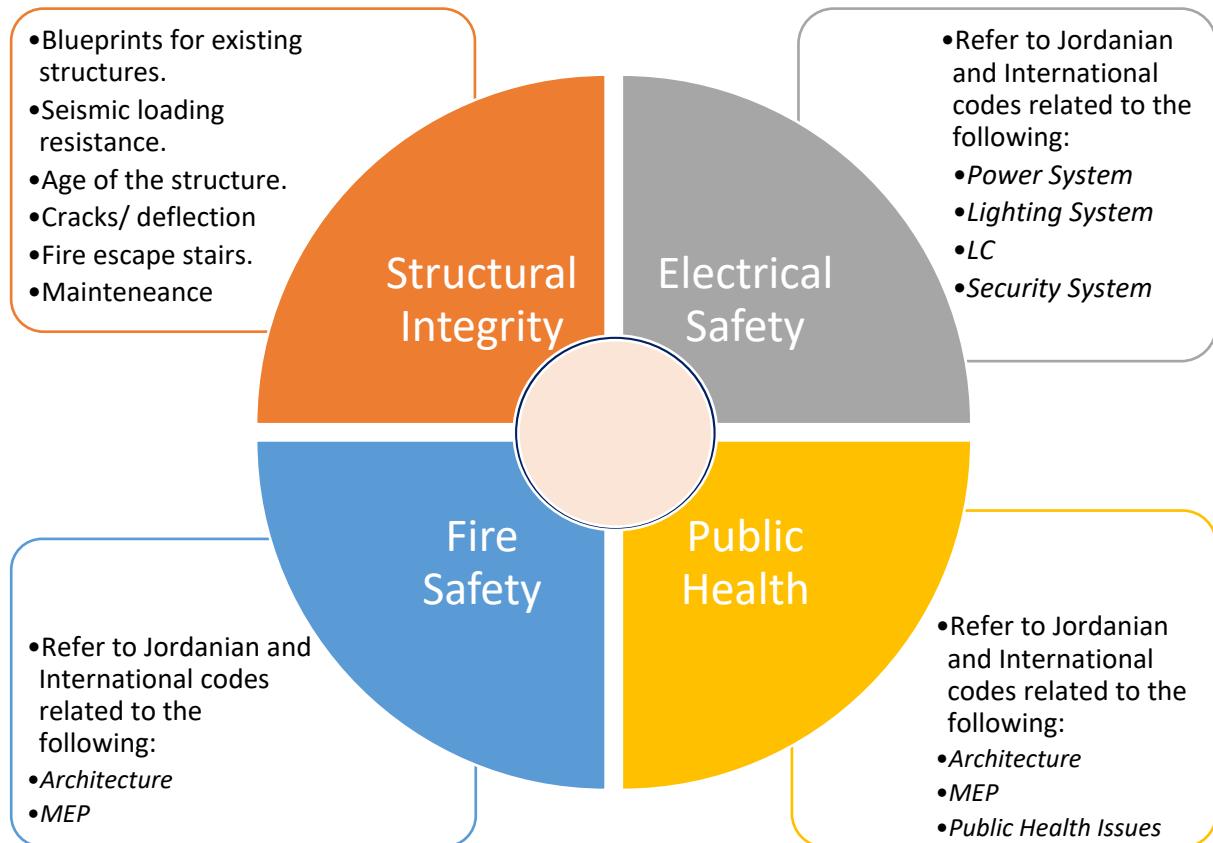 •Blueprints for existing
structures.
•Seismic loading
resistance.
•Age of the structure.
•Cracks/ deflection
•Fire escape stairs.
•Mainteneance
Structural
Integrity
•Refer to Jordanian
and International
codes related to the
following:
•Power System
•Lighting System
•LC
•Security System
Electrical
Safety
Fire
Safety
•Refer to Jordanian and
International codes
related to the
following:
•Architecture
•MEP
Public
Health
•Refer to Jordanian
and International
codes related to the
following:
•Architecture
•MEP
•Public Health Issues